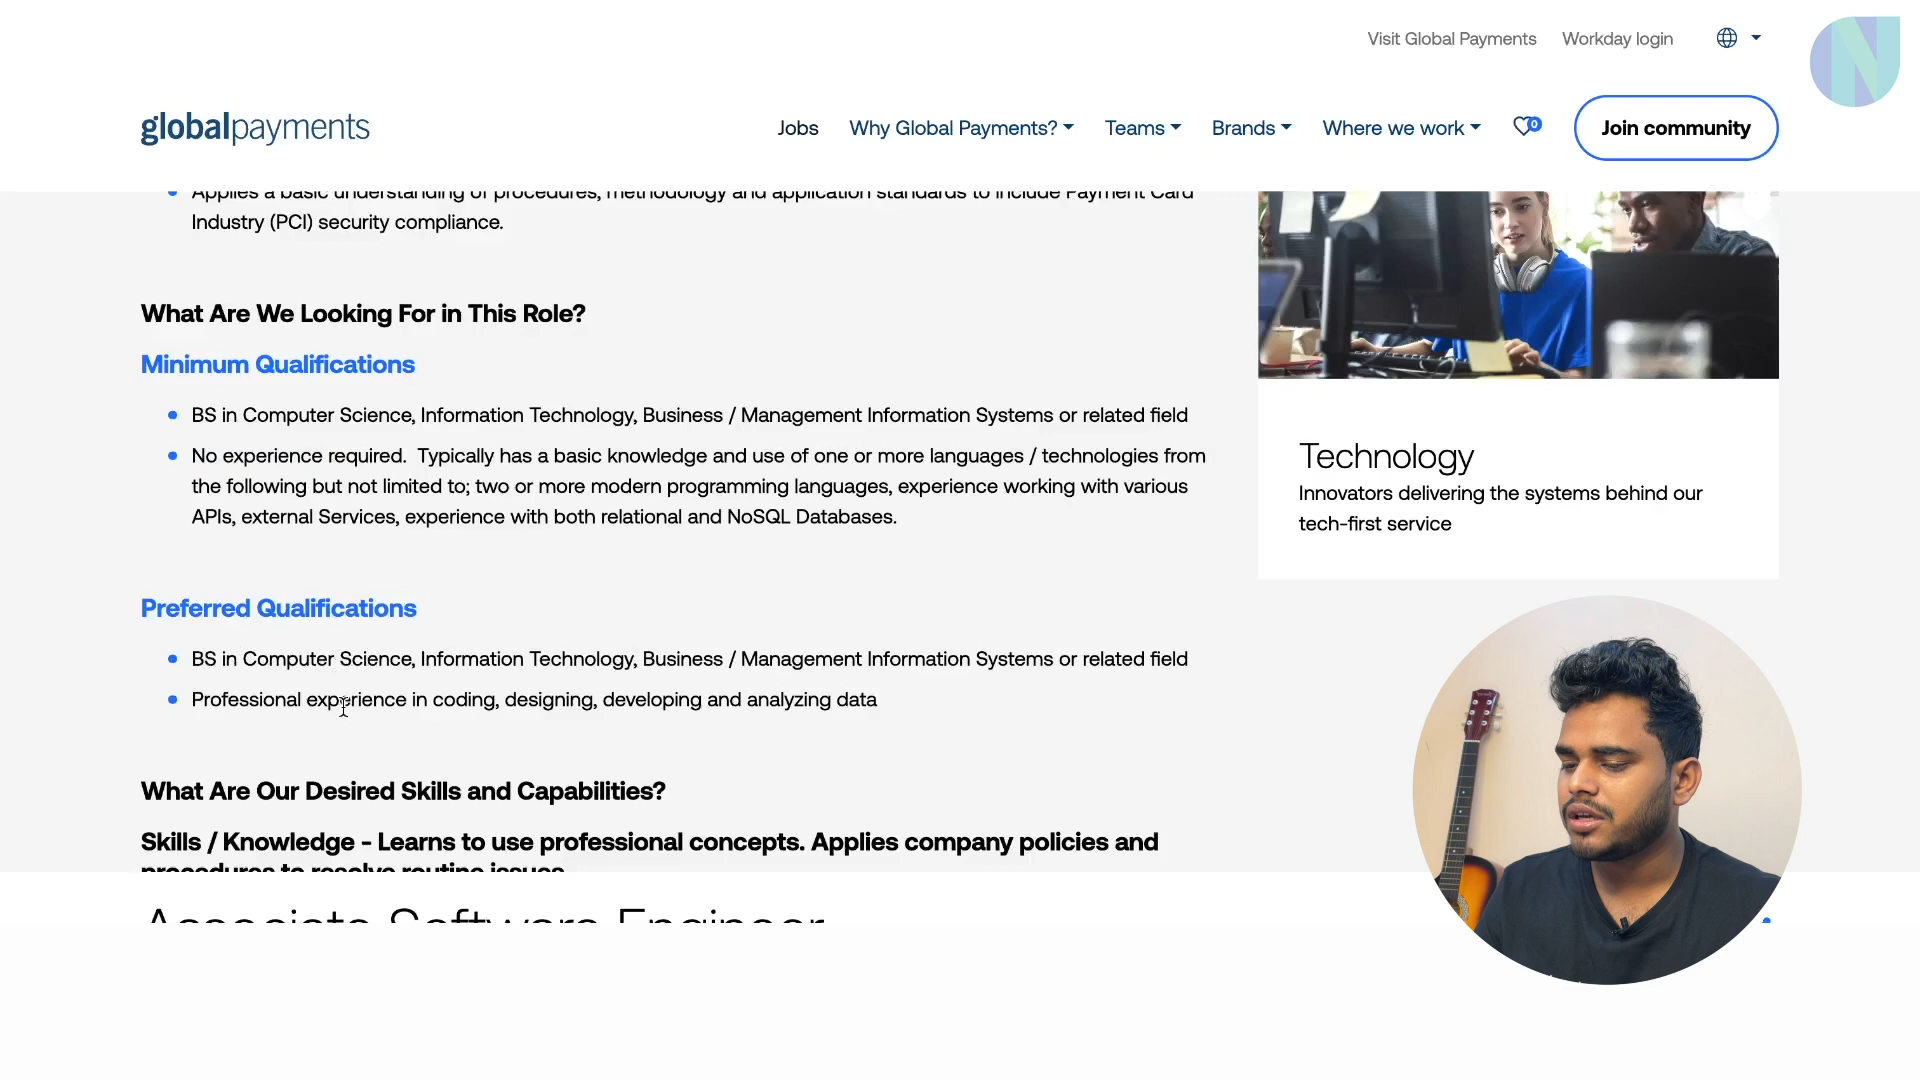 Visit Global Payments Workday login
globalpayments
Jobs Why Global Payments? Teams Brands Where we work 0 Join community
Applies a basic understanding of procedures, methodology and application standards to include Payment Card
Industry (PCI) security compliance.
What Are We Looking For in This Role?
Minimum Qualifications
BS in Computer Science, Information Technology, Business / Management Information Systems or related field
No experience required. Typically has a basic knowledge and use of one or more languages / technologies from
the following but not limited to; two or more modern programming languages, experience working with various
APIs, external Services, experience with both relational and NoSQL Databases.
Technology
Innovators delivering the systems behind our
tech-first service
Preferred Qualifications
BS in Computer Science, Information Technology, Business / Management Information Systems or related field
Professional experience in coding, designing, developing and analyzing data
What Are Our Desired Skills and Capabilities?
Skills / Knowledge - Learns to use professional concepts. Applies company policies and
procedures to resolve routine issues.
Associate Software Engineer